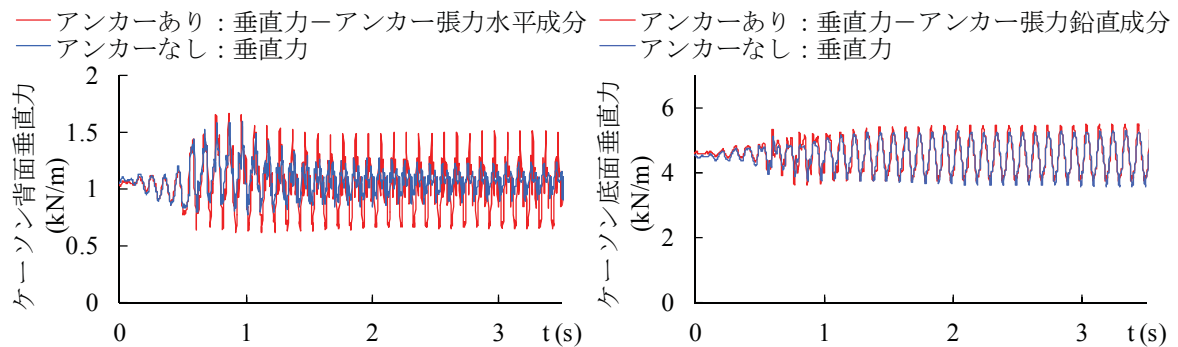 アンカーあり：垂直力−アンカー張力水平成分
アンカーなし：垂直力
ケーソン背面垂直力
(kN/m)
2
1.5
1
0.5
0
0
1
2
3
t (s)
アンカーあり：垂直力−アンカー張力鉛直成分
アンカーなし：垂直力
ケーソン底面垂直力
(kN/m)
6
4
2
0
0
1
2
3
t (s)